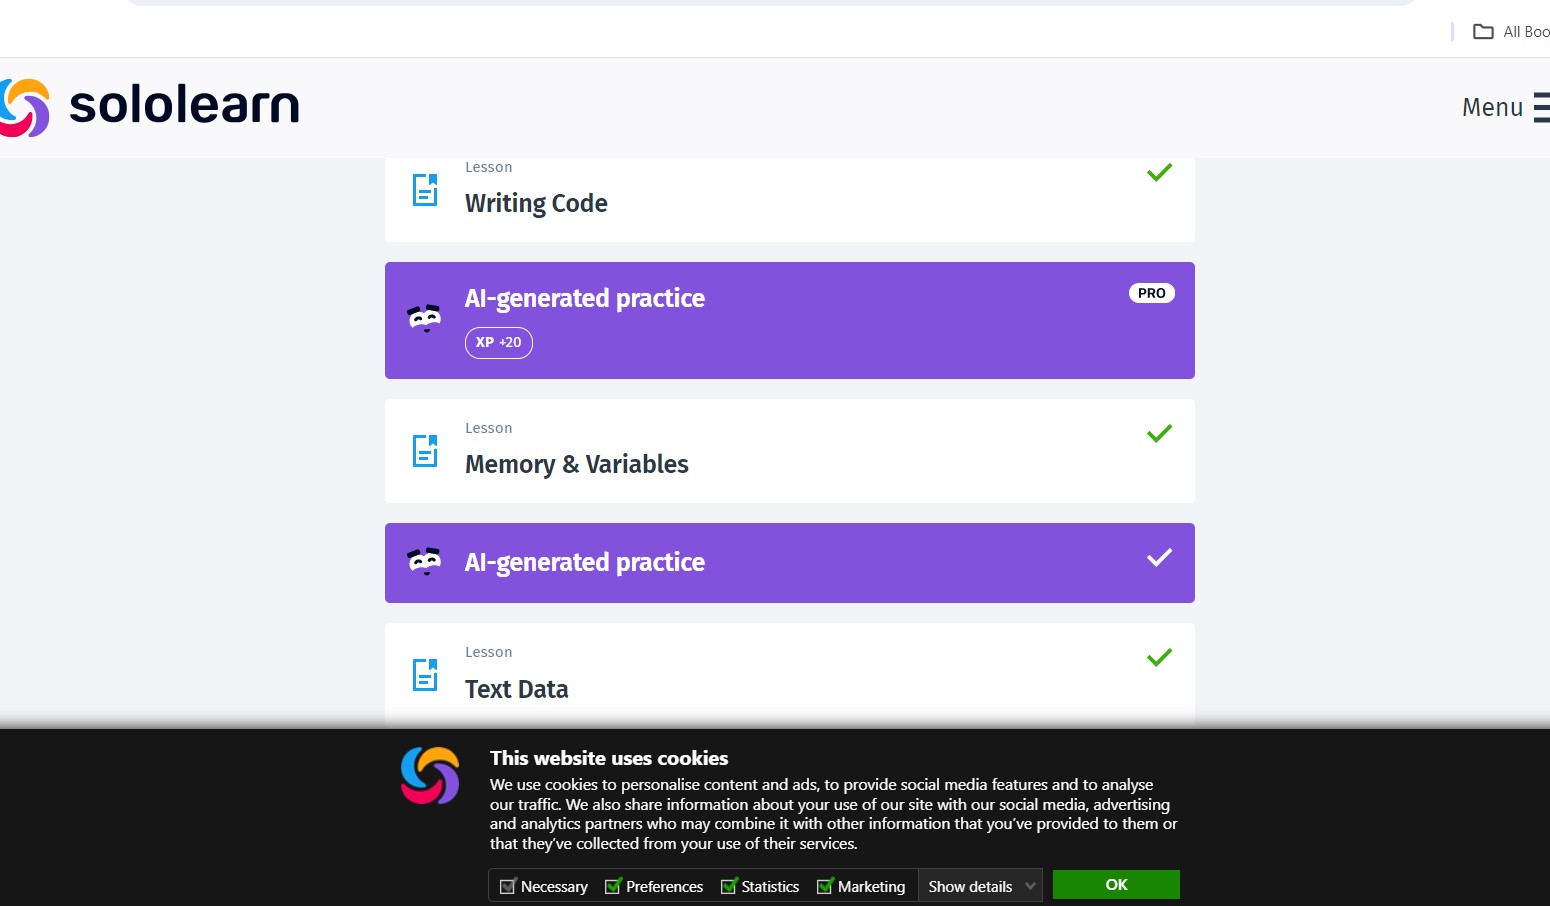 All Boo
sololearn
Menu
Lesson
Writing Code
AI-generated practice
PRO
XP +20
Lesson
Memory & Variables
AI-generated practice
Lesson
Text Data
This website uses cookies
We use cookies to personalise content and ads, to provide social media features and to analyse
our traffic. We also share information about your use of our site with our social media, advertising
and analytics partners who may combine it with other information that you've provided to them or
that they've collected from your use of their services.
Necessary Preferences Statistics Marketing Show details OK